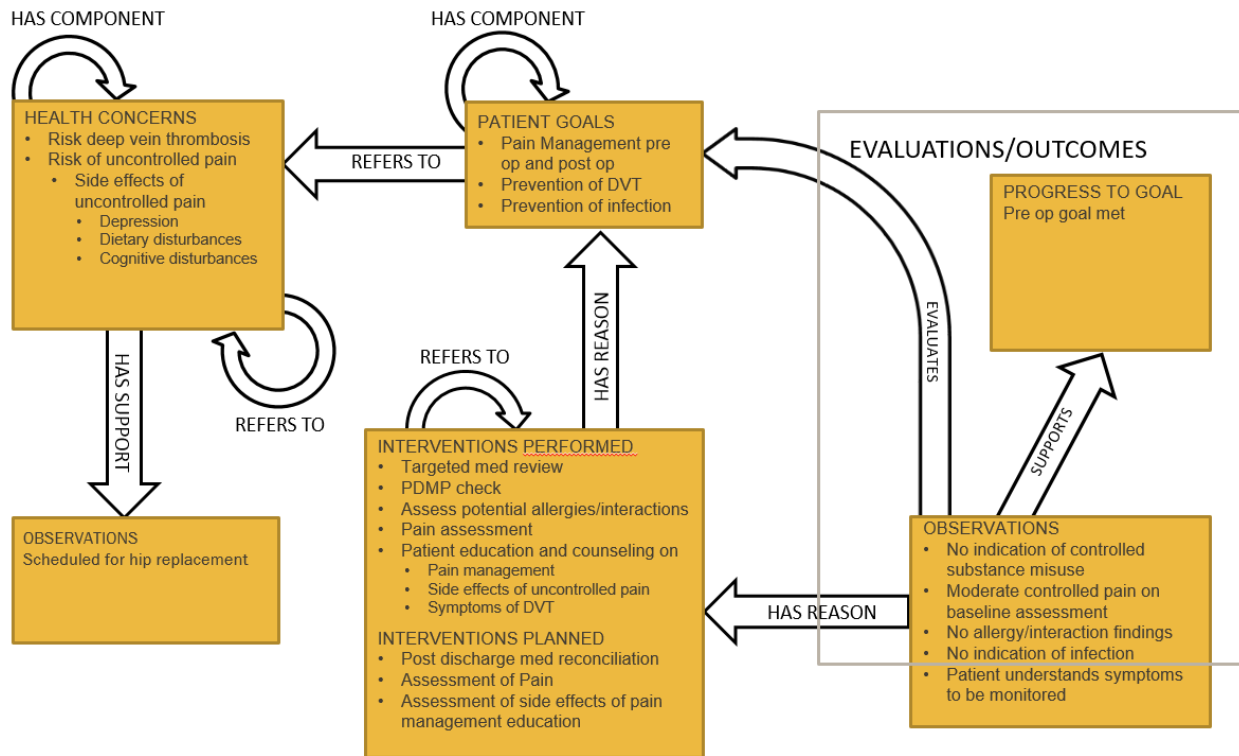 HAS COMPONENT
HEALTH CONCERNS
• Risk deep vein thrombosis
• Risk of uncontrolled pain
• Side effects of
uncontrolled pain
• Depression
• Dietary disturbances
• Cognitive disturbances
REFERS TO
HAS SUPPORT
OBSERVATIONS
Scheduled for hip replacement
REFERS TO
HAS COMPONENT
PATIENT GOALS
• Pain Management pre
op and post op
• Prevention of DVT
• Prevention of infection
HAS REASON
REFERS TO
INTERVENTIONS PERFORMED
• Targeted med review
• PDMP check
• Assess potential allergies/interactions
• Pain assessment
• Patient education and counseling on
• Pain management
• Side effects of uncontrolled pain
• Symptoms of DVT
INTERVENTIONS PLANNED
• Post discharge med reconciliation
• Assessment of Pain
• Assessment of side effects of pain
management education
HAS REASON
EVALUATIONS/OUTCOMES
PROGRESS TO GOAL
Pre op goal met
EVALUATES
SUPPORTS
OBSERVATIONS
• No indication of controlled
substance misuse
• Moderate controlled pain on
baseline assessment
• No allergy/interaction findings
• No indication of infection
• Patient understands symptoms
to be monitored